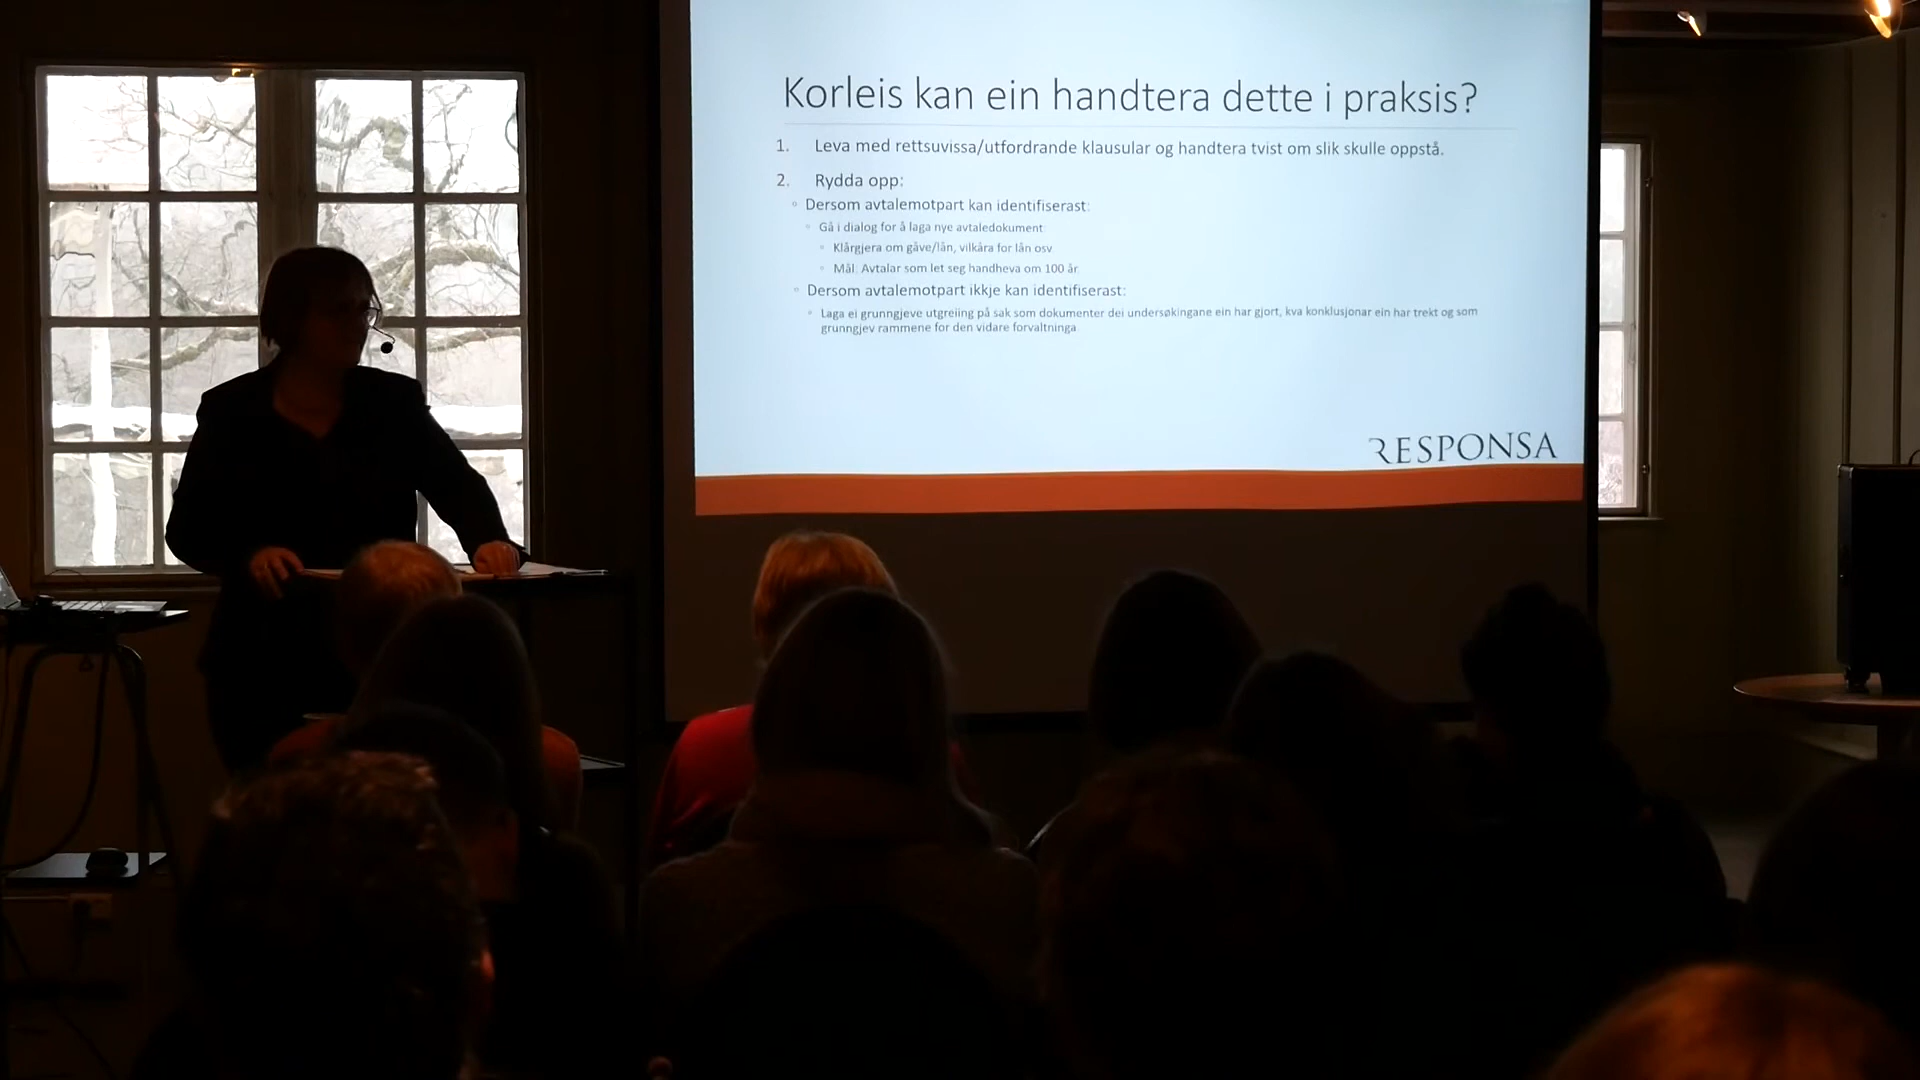 Korleis kan ein handtera dette i praksis?
1. Leva med rettsuvissa/utfordrande klausular og handtera tvist om slik skulle oppstå.
2. Rydda opp:
◦ Dersom avtalemotpart kan identifiserast:
◦ Gå i dialog for å laga nye avtaledokument:
◦ Klårgjera om gåve/lån, vilkåra for lån osv
◦ Mål: Avtalar som let seg handheva om 100 år
◦ Dersom avtalemotpart ikkje kan identifiserast:
◦ Laga ei grunngjeve utgreiing på sak som dokumenter dei undersøkingane ein har gjort, kva konklusjonar ein har trekt og som
grunngjev rammene for den vidare forvaltninga
RESPONSA